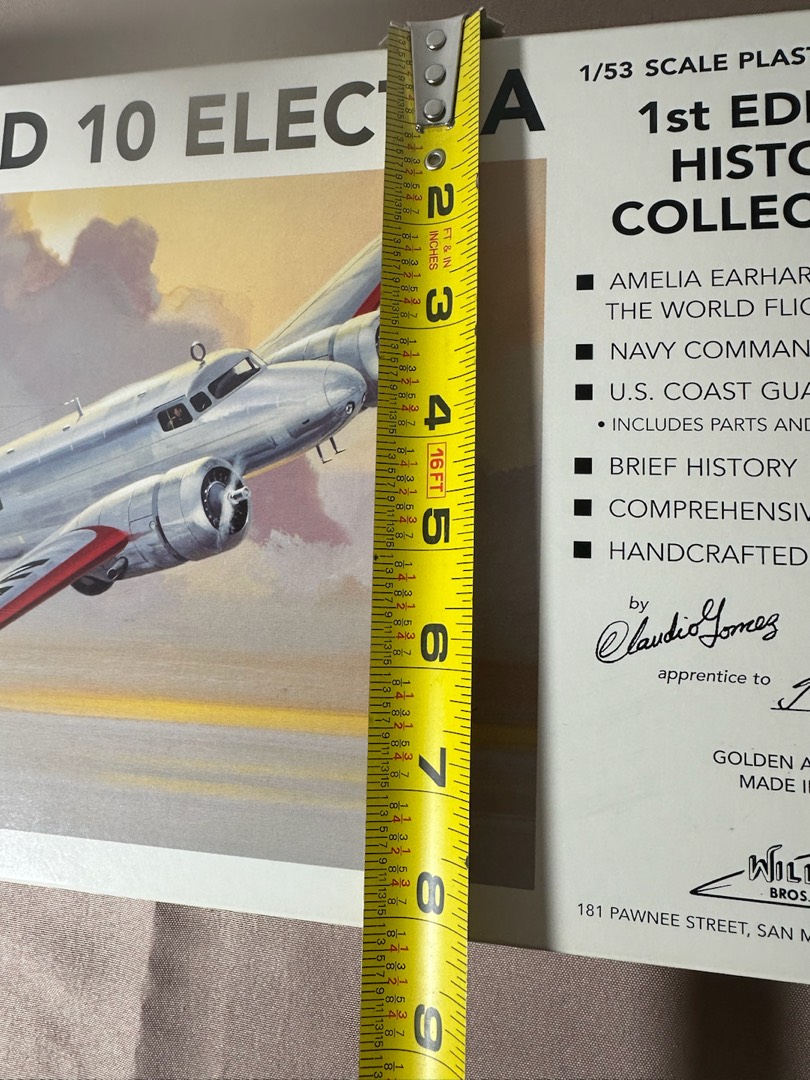 D 10 ELECT A
1/53 SCALE PLAST
1st EDI
HISTO
COLLEC
AMELIA EARHAR
THE WORLD FLIG
NAVY COMMAN
U.S. COAST GUA
• INCLUDES PARTS AND
BRIEF HISTORY
COMPREHENSIV
HANDCRAFTED
by
Claudio Gomez
apprentice to
GOLDEN A
MADE I
WIL
BROS.
181 PAWNEE STREET, SAN M
2
FT & IN
INCHES
3
4
16FT
5
6
7
8
9